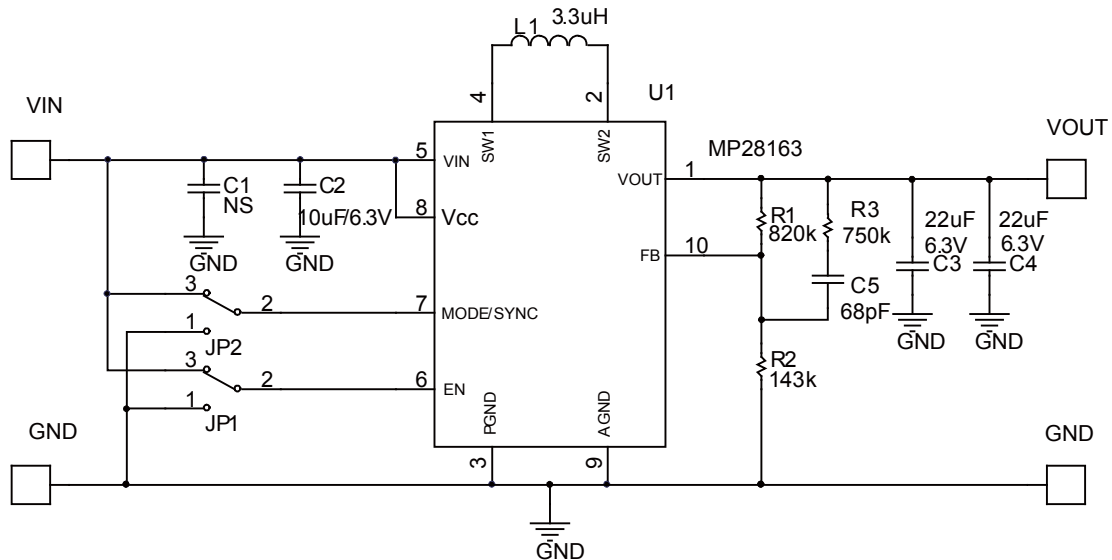 L1
3.3uH
4
2
U1
VIN
VOUT
MP28163
5
VIN
SW1
SW2
VOUT
1
C1
NS
C2
10uF/6.3V
8
Vcc
R1
820k
R3
750k
22uF
6.3V
C3
22uF
6.3V
C4
GND
GND
FB
10
C5
68pF
GND
GND
3
2
7
MODE/SYNC
1
JP2
R2
143k
3
2
6
EN
1
JP1
PGND
AGND
GND
GND
3
9
GND